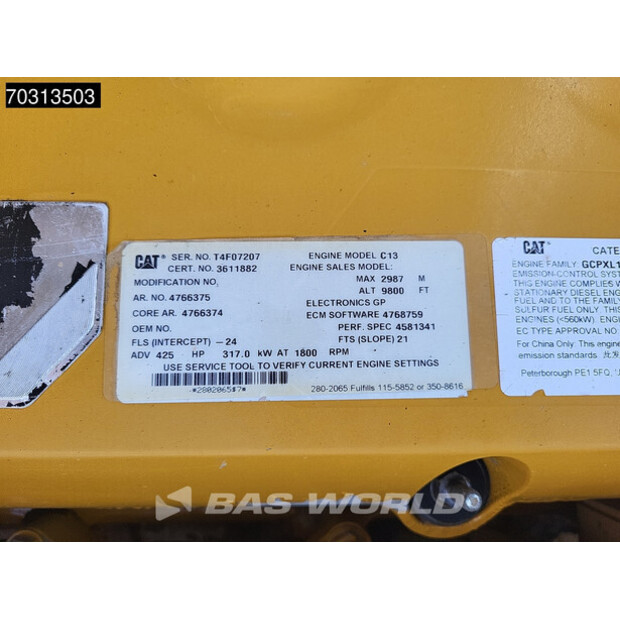 70313503
CAT SER. NO. T4F07207 ENGINE MODEL C13
CERT. NO. 3611882 ENGINE SALES MODEL:
MODIFICATION NO. MAX 2987 M
ALT 9800 FT
AR. NO. 4766375 ELECTRONICS GP
CORE AR. 4766374 ECM SOFTWARE 4768759
OEM NO. PERF. SPEC 4581341
FLS (INTERCEPT) -24 FTS (SLOPE) 21
ADV 425 HP 317.0 kW AT 1800 RPM
USE SERVICE TOOL TO VERIFY CURRENT ENGINE SETTINGS
280-2065 Fulfills 115-5852 or 350-8616
CAT CATE
ENGINE FAMILY: GCPXL1
EMISSION-CONTROL SYST
THIS ENGINE COMPLIES W
STATIONARY DIESEL ENG
FUEL AND TO THE FAMILY
SULFUR FUEL ONLY. THIS
ENGINES (<560kW). ENGI
EC TYPE APPROVAL NO
For China Only: This engine
emission standards.
Peterborough PE1 5FQ,
BAS WORLD